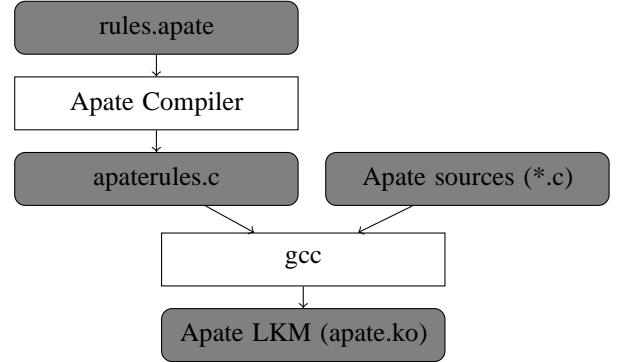 rules.apate
Apate Compiler
apaterules.c
Apate sources (*.c)
gcc
Apate LKM (apate.ko)